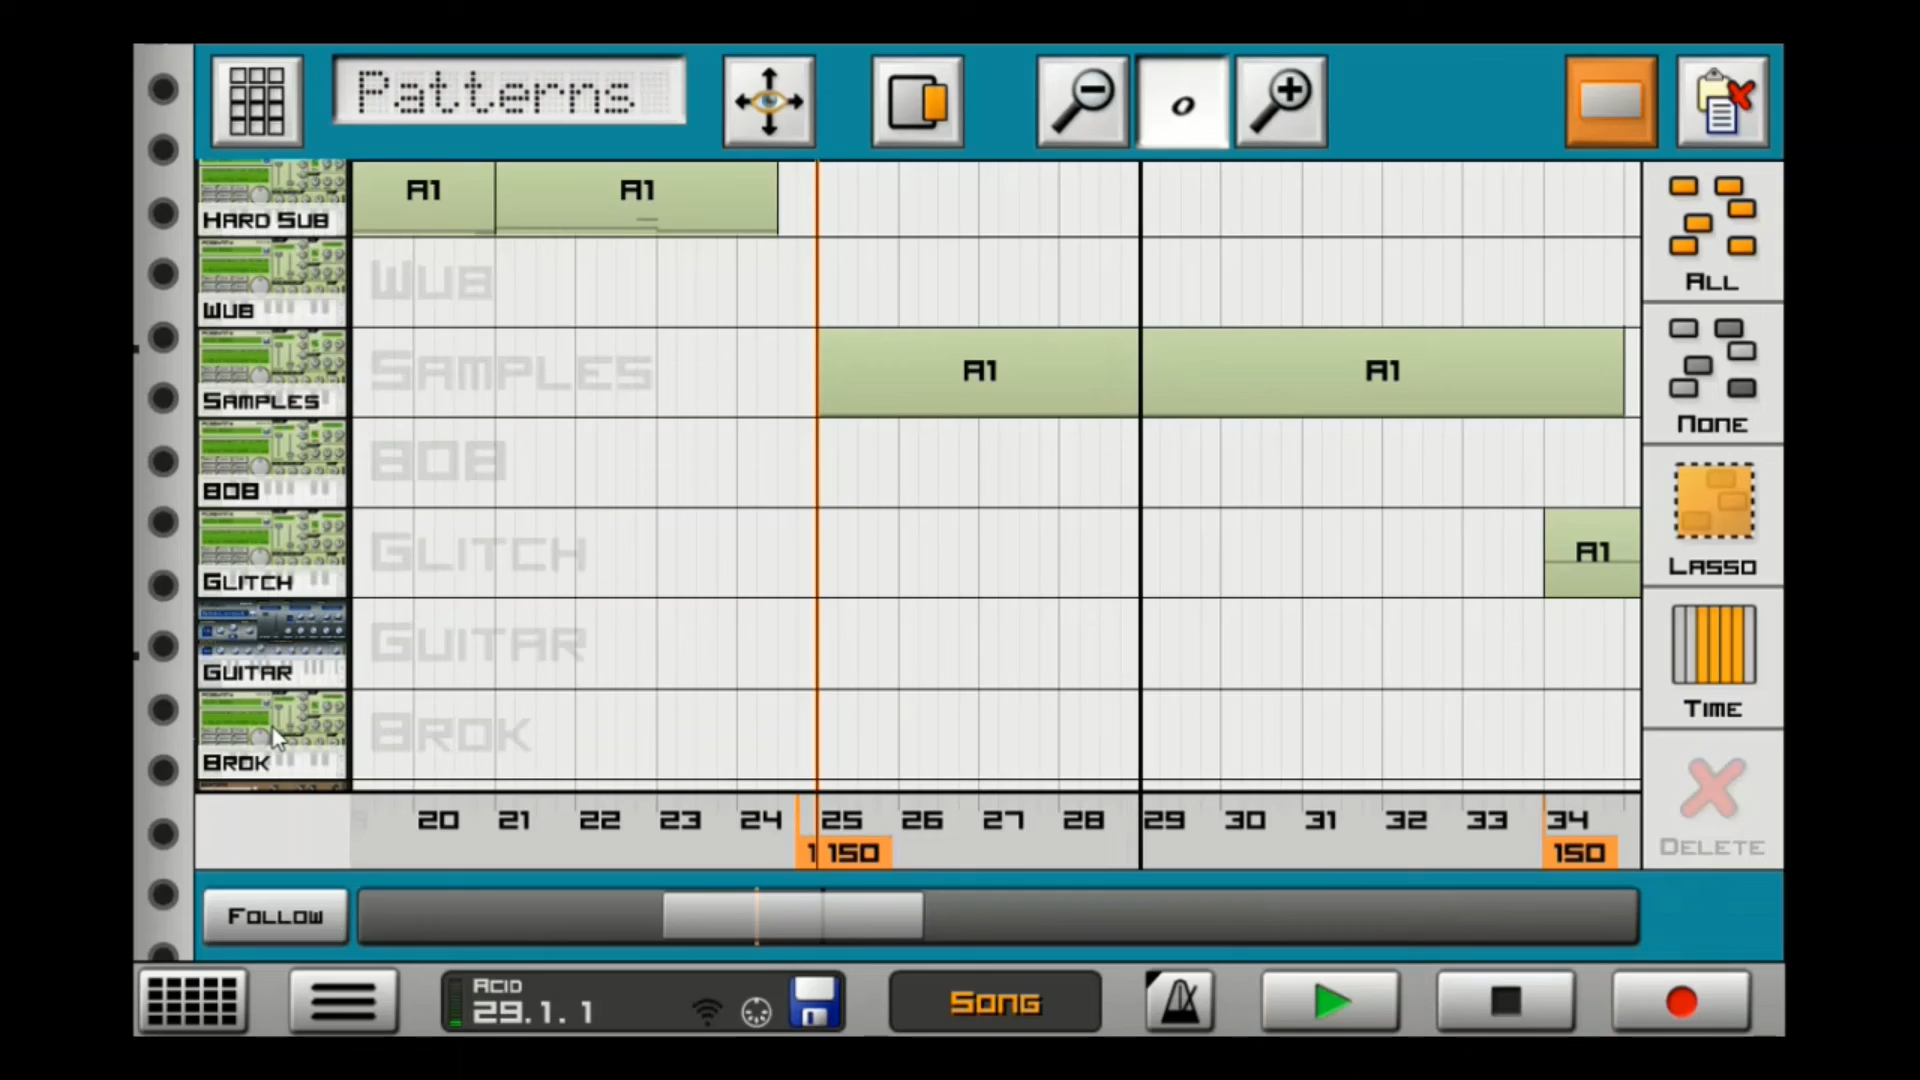 Patterns
o
HARD SUB
A1 A1
ALL
WUB WUB
SAMPLES SAMPLES
A1 A1
NONE
808 808
GLITCH GLITCH
A1
LASSO
GUITAR GUITAR
BROK BROK
TIME
20 21 22 23 24 25 26 27 28 29 30 31 32 33 34
1 150 150
DELETE
FOLLOW
ACID
29.1.1
SONG